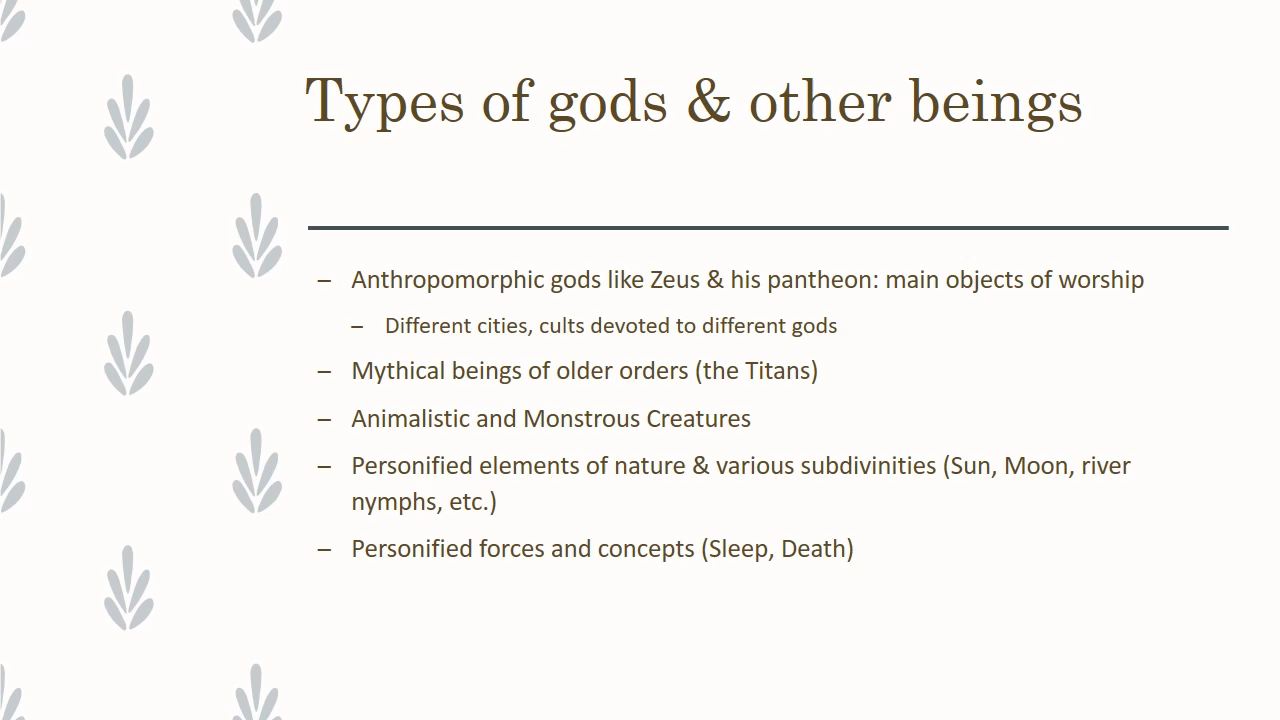 Types of gods & other beings
– Anthropomorphic gods like Zeus & his pantheon: main objects of worship
– Different cities, cults devoted to different gods
– Mythical beings of older orders (the Titans)
– Animalistic and Monstrous Creatures
– Personified elements of nature & various subdivinities (Sun, Moon, river
nymphs, etc.)
– Personified forces and concepts (Sleep, Death)